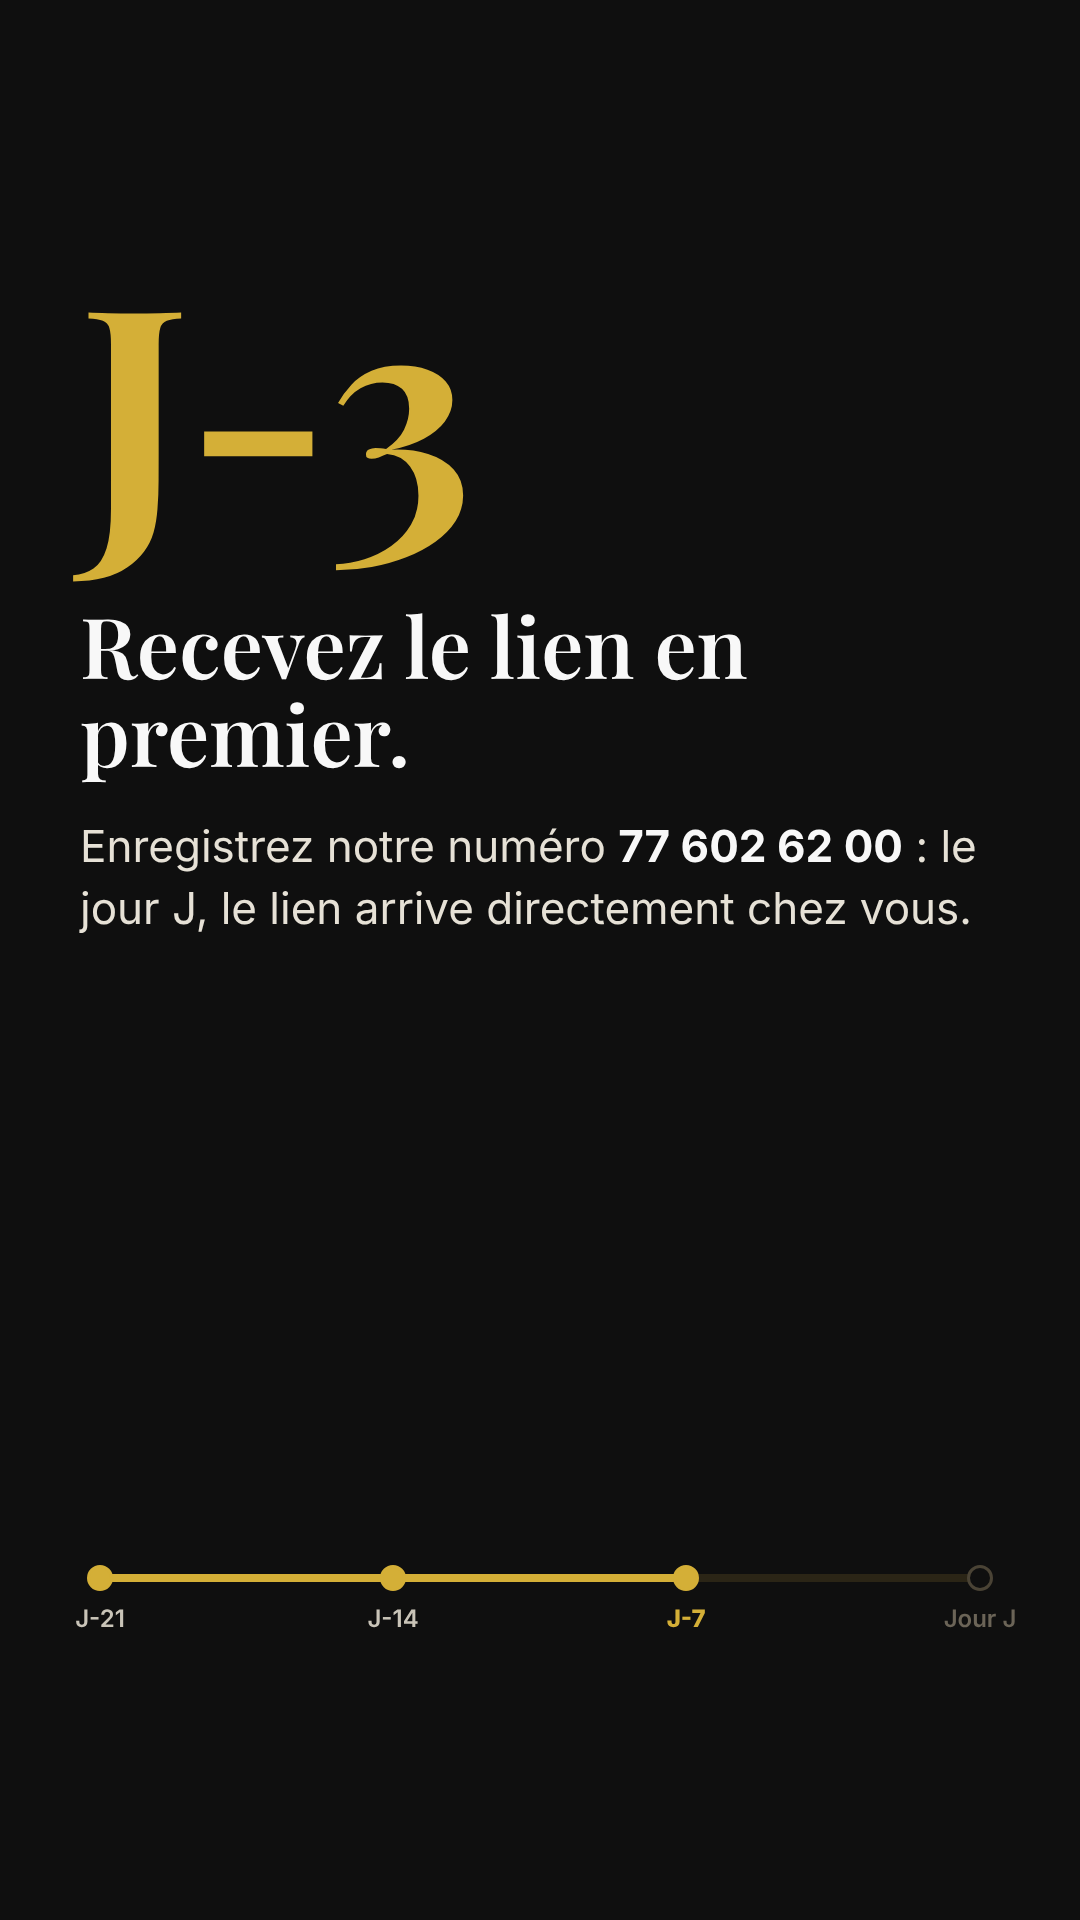 J-3
Recevez le lien en
premier.
Enregistrez notre numéro 77 602 62 00 : le
jour J, le lien arrive directement chez vous.
J-21 J-14 J-7 Jour J